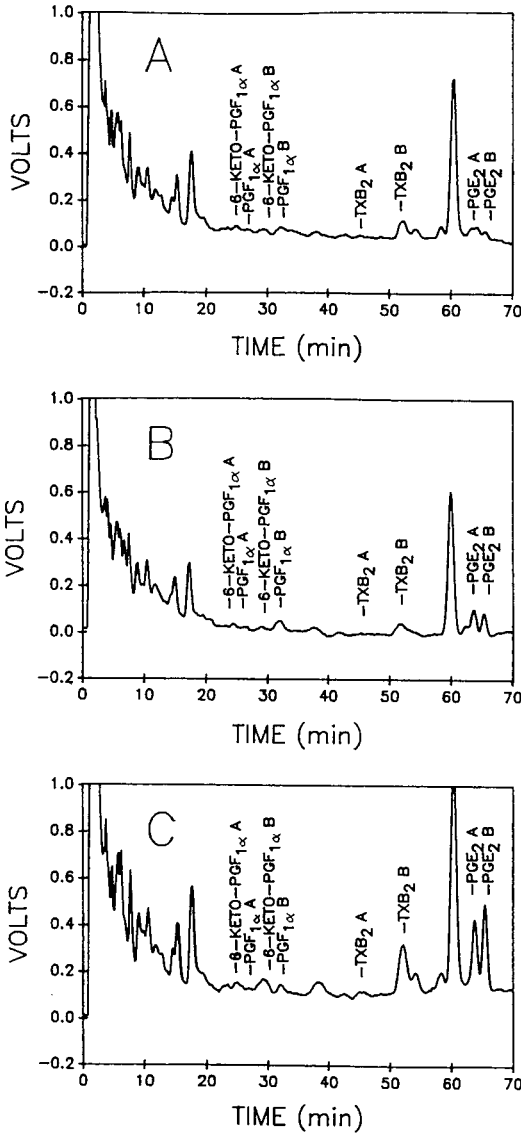 A
VOLTS
1.0
0.8
0.6
0.4
0.2
0.0
−0.2
−6−KETO−PGF1α A
−PGF1α A
−6−KETO−PGF1α B
−PGF1α B
−TXB2 A
−TXB2 B
−PGE2 A
−PGE2 B
0 10 20 30 40 50 60 70
TIME (min)
B
VOLTS
1.0
0.8
0.6
0.4
0.2
0.0
−0.2
−6−KETO−PGF1α A
−PGF1α A
−6−KETO−PGF1α B
−PGF1α B
−TXB2 A
−TXB2 B
−PGE2 A
−PGE2 B
0 10 20 30 40 50 60 70
TIME (min)
C
VOLTS
1.0
0.8
0.6
0.4
0.2
0.0
−0.2
−6−KETO−PGF1α A
−PGF1α A
−6−KETO−PGF1α B
−PGF1α B
−TXB2 A
−TXB2 B
−PGE2 A
−PGE2 B
0 10 20 30 40 50 60 70
TIME (min)